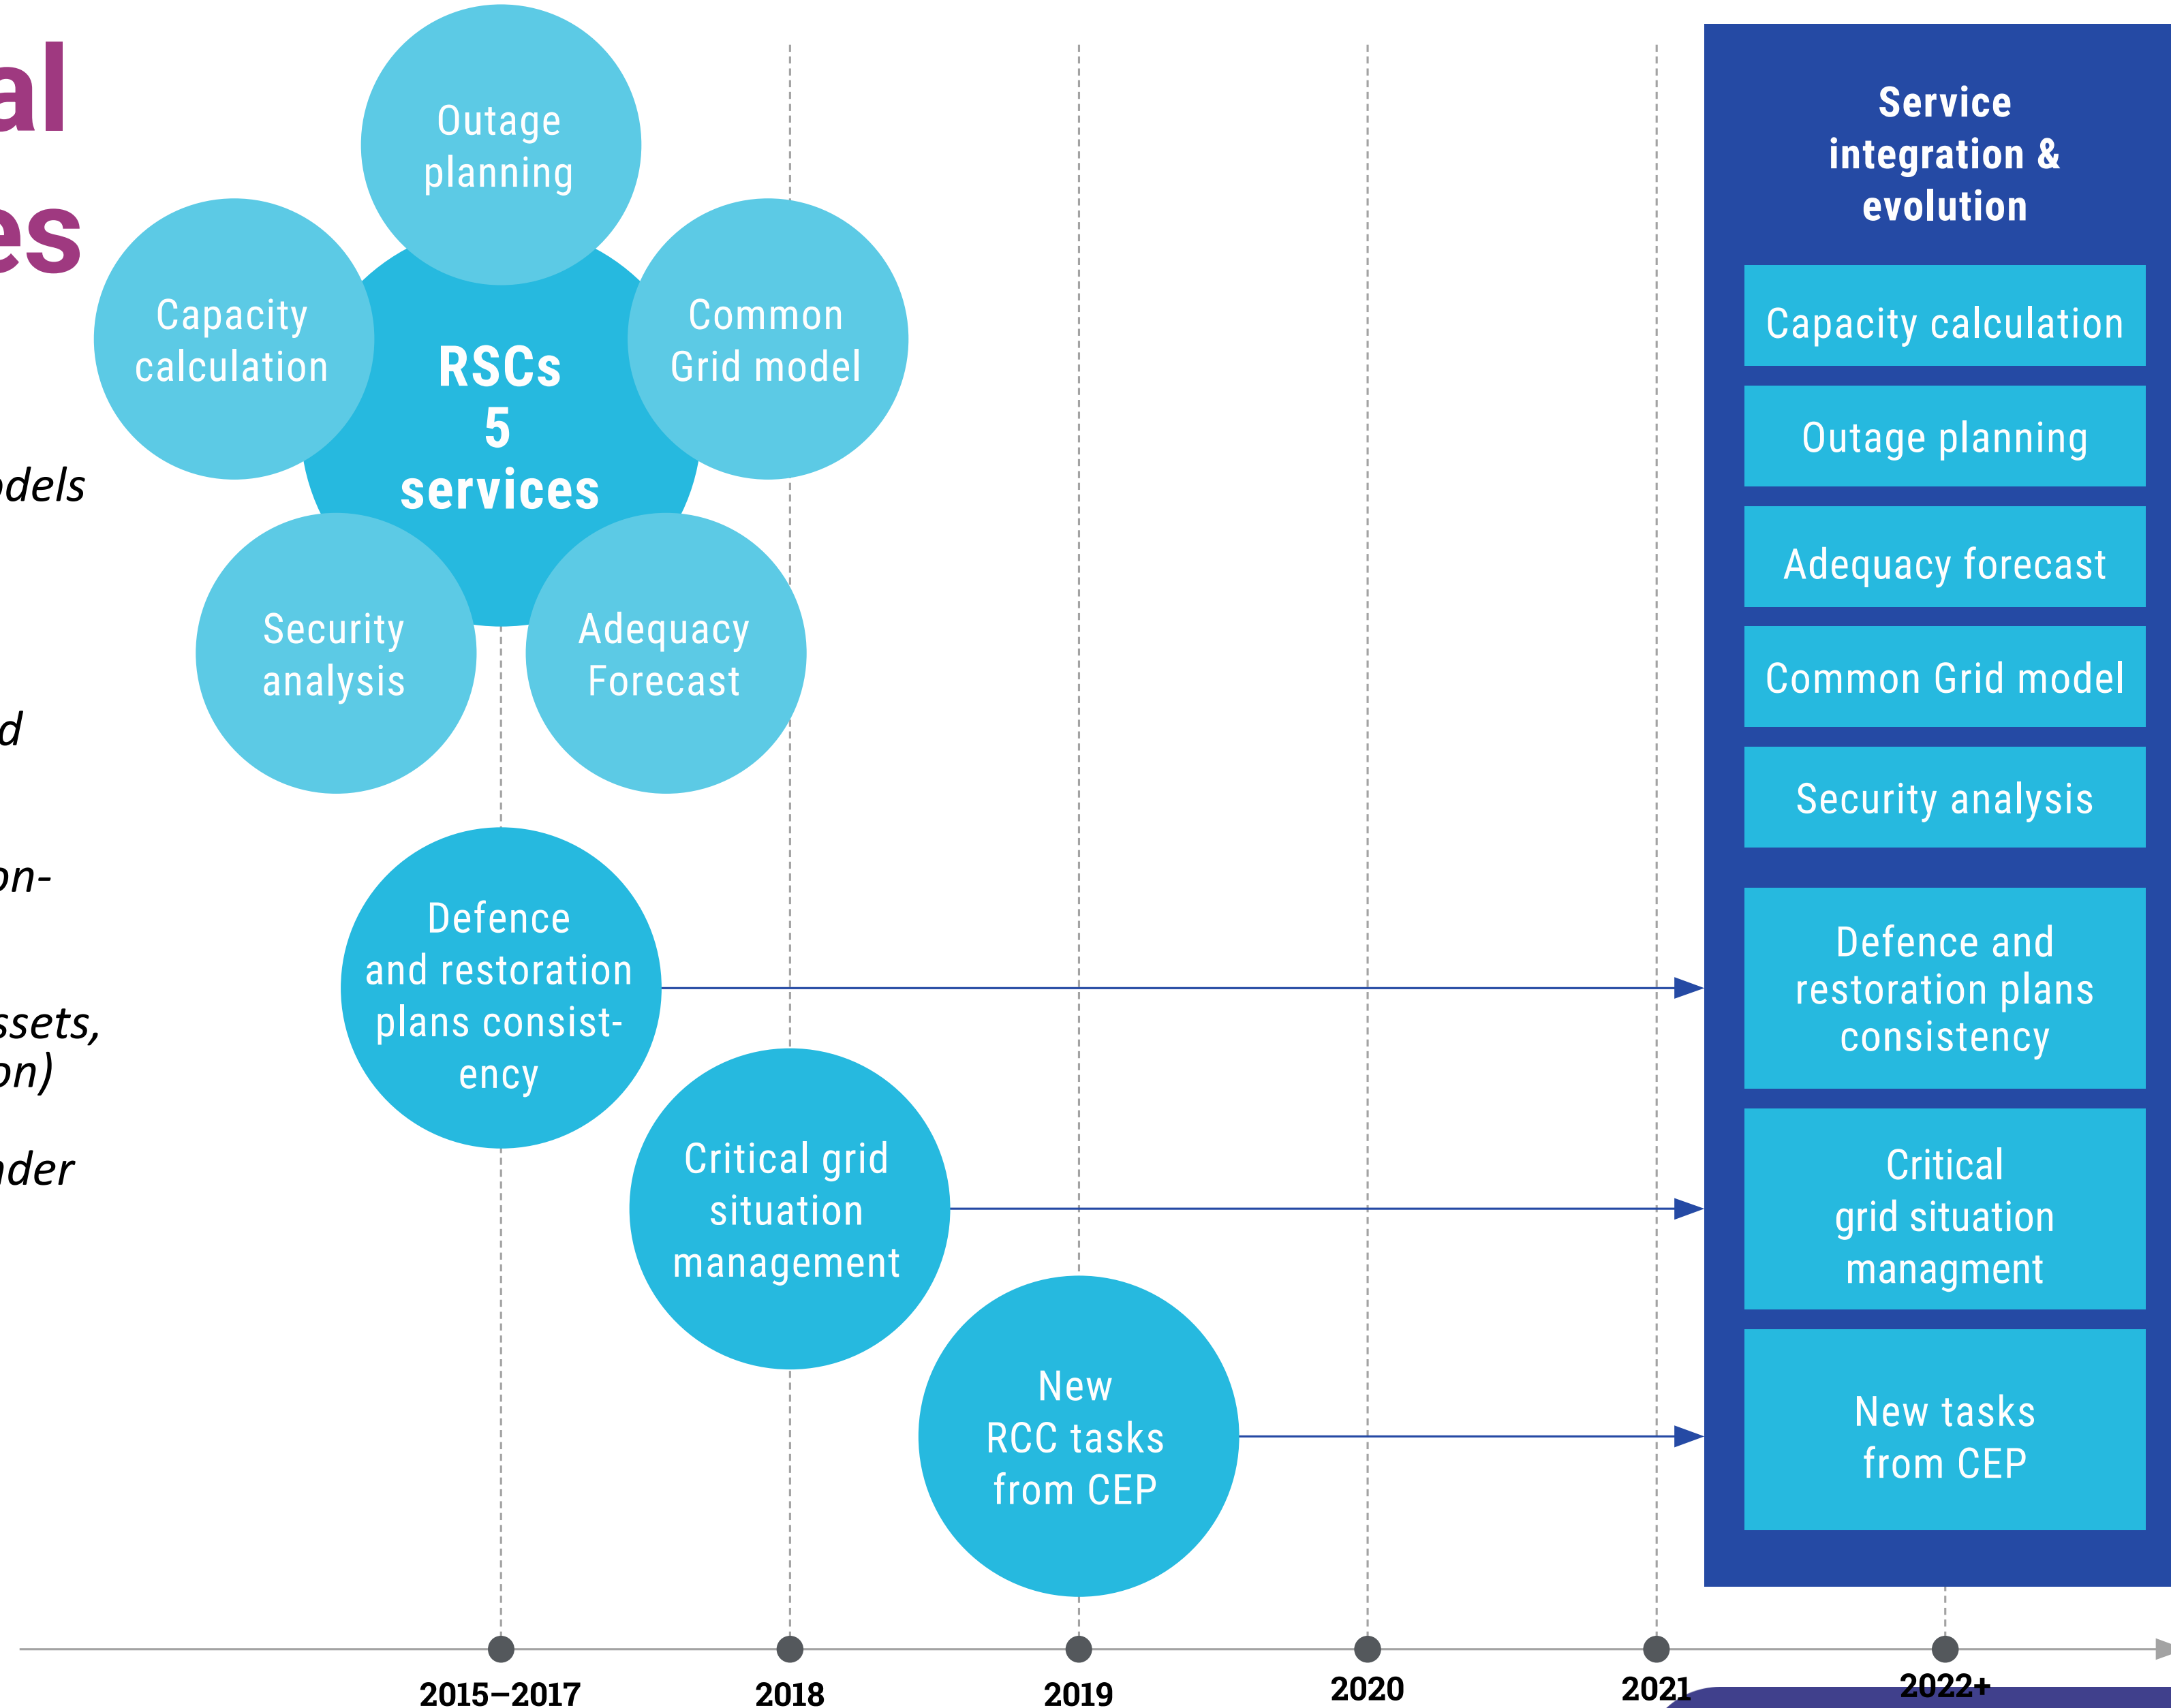 al
es
odels
d
on-
ssets,
on)
nder
Outage
planning
Capacity
calculation
Common
Grid model
RSCs
5
services
Security
analysis
Adequacy
Forecast
Defence
and restoration
plans consist-
ency
Critical grid
situation
management
New
RCC tasks
from CEP
Service
integration &
evolution
Capacity calculation
Outage planning
Adequacy forecast
Common Grid model
Security analysis
Defence and
restoration plans
consistency
Critical
grid situation
managment
New tasks
from CEP
2015–2017
2018
2019
2020
2021
2022+